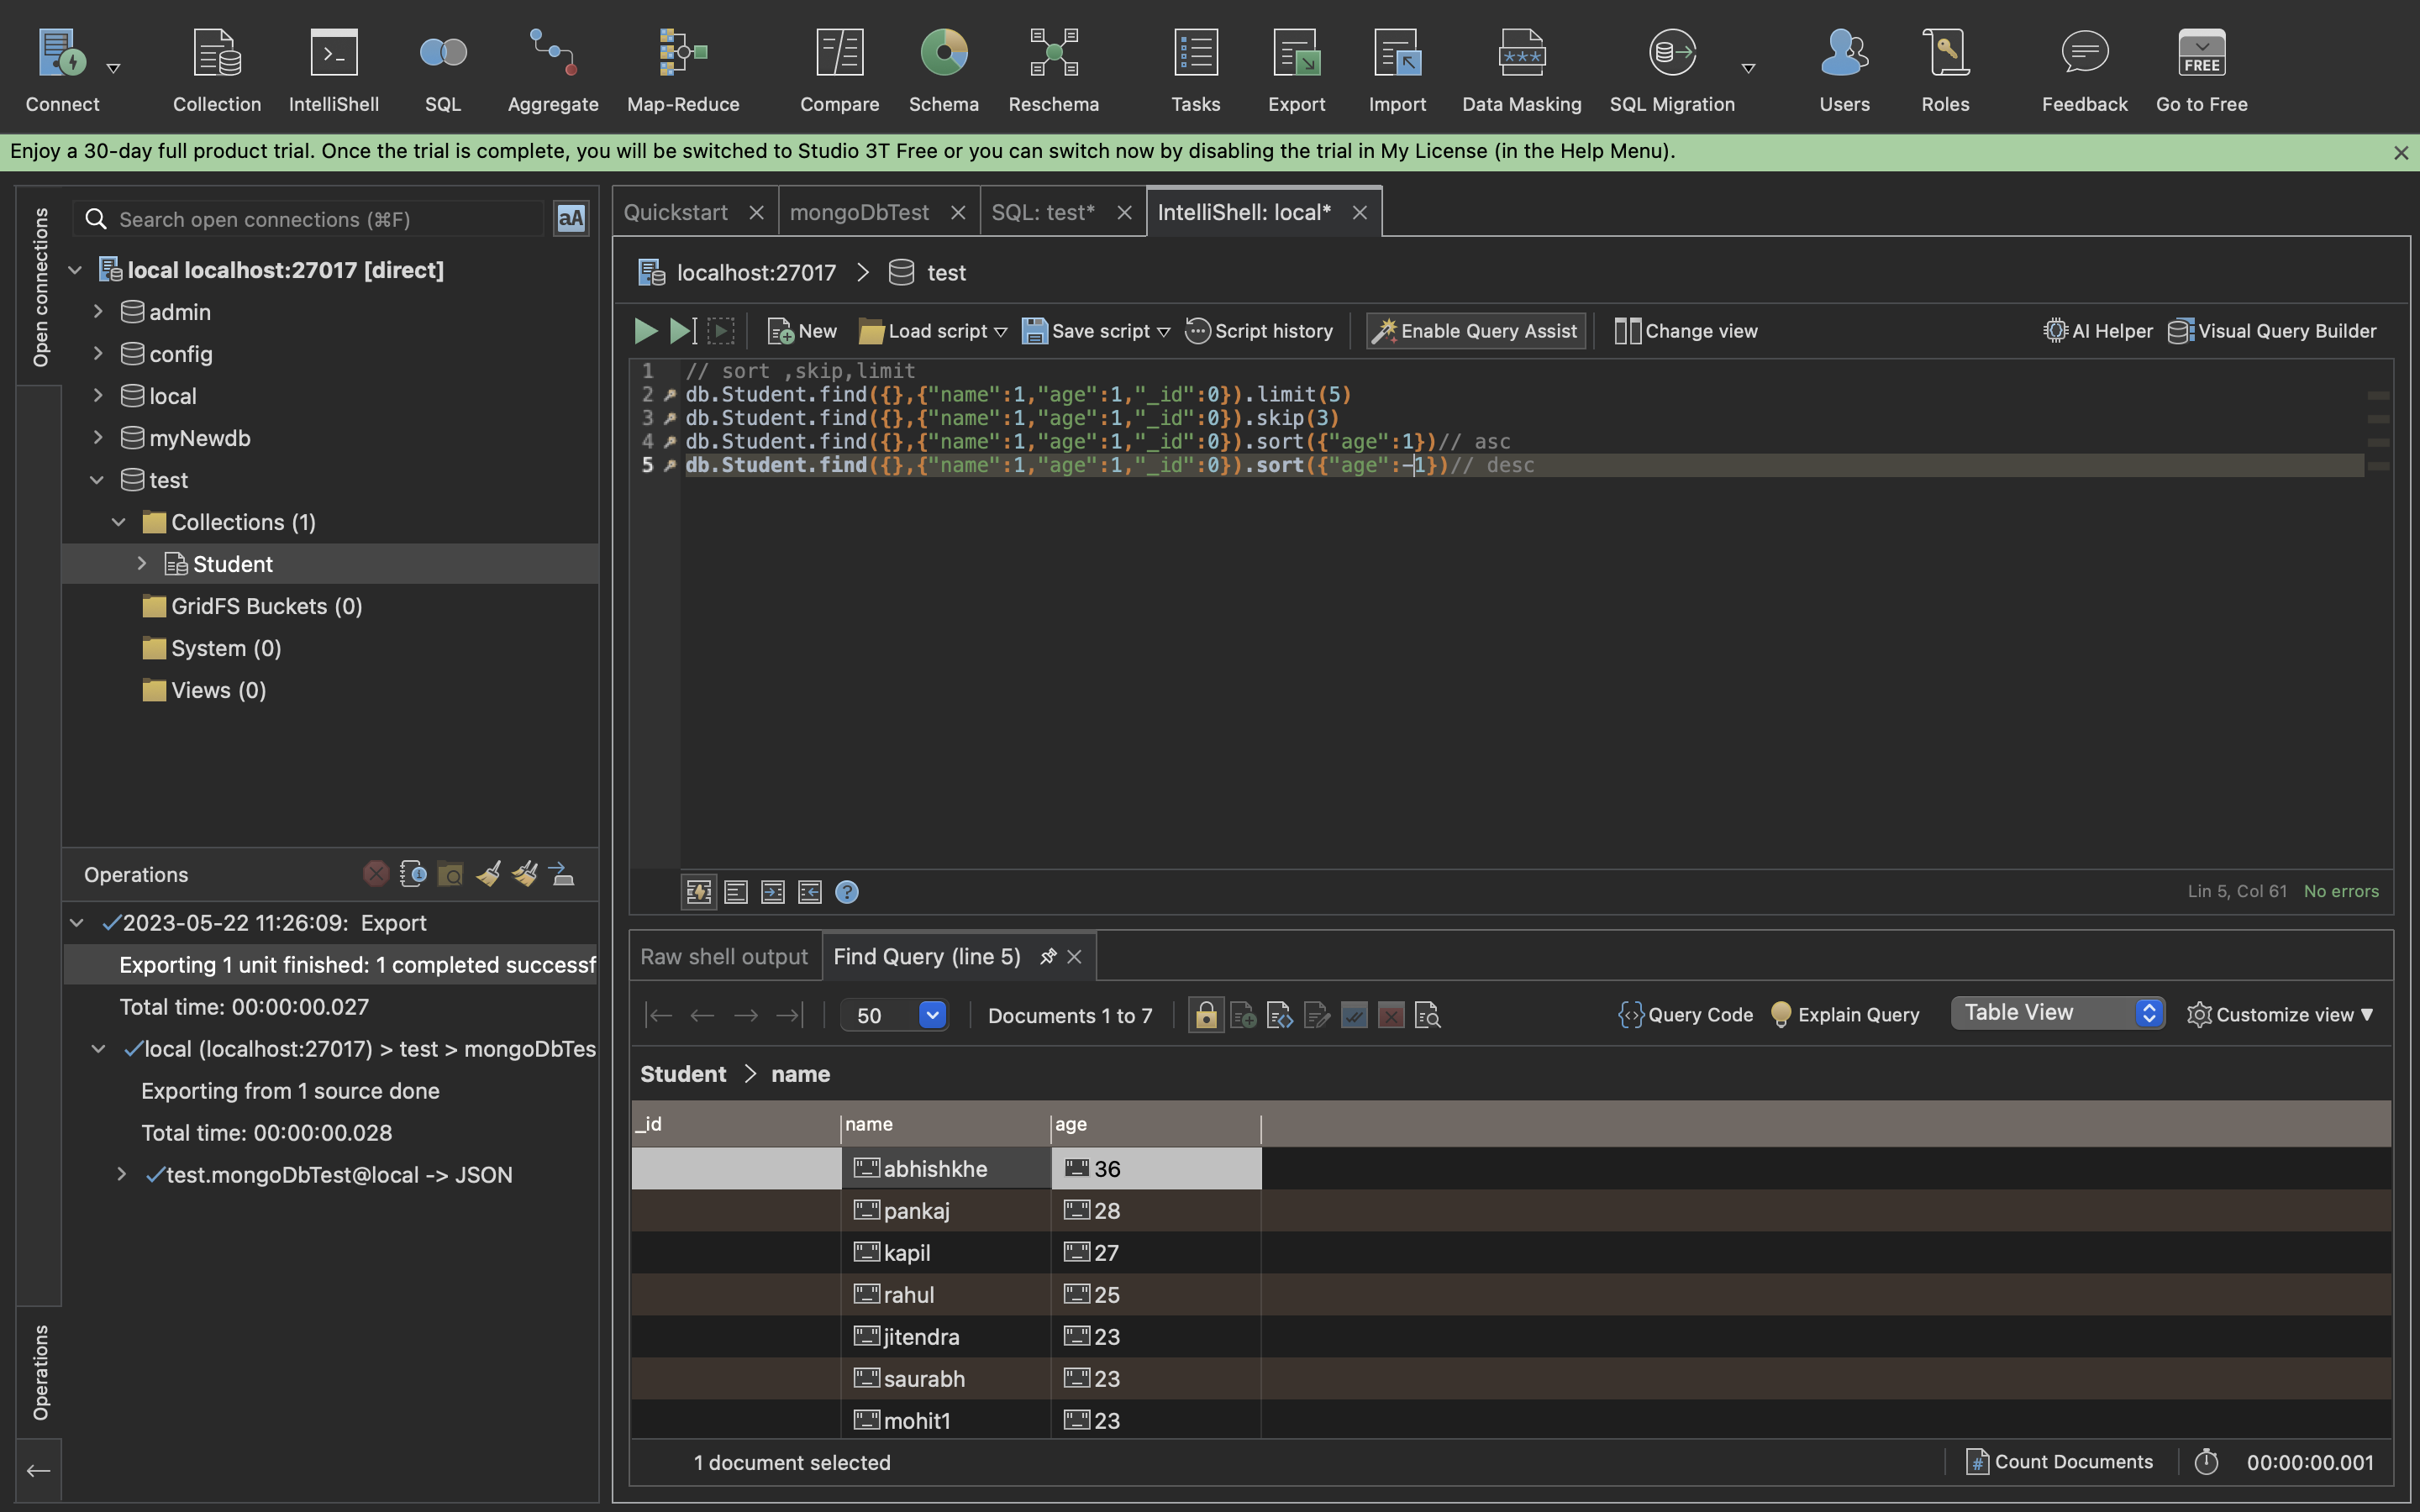 Connect
Collection
IntelliShell
SQL
Aggregate
Map-Reduce
Compare
Schema
Reschema
Tasks
Export
Import
Data Masking
SQL Migration
Users
Roles
Feedback
FREE
Go to Free
Enjoy a 30-day full product trial. Once the trial is complete, you will be switched to Studio 3T Free or you can switch now by disabling the trial in My License (in the Help Menu).
Open connections
Search open connections (⌘F)
aA
local localhost:27017 [direct]
admin
config
local
myNewdb
test
Collections (1)
Student
GridFS Buckets (0)
System (0)
Views (0)
Operations
2023-05-22 11:26:09: Export
Exporting 1 unit finished: 1 completed successf
Total time: 00:00:00.027
local (localhost:27017) > test > mongoDbTes
Exporting from 1 source done
Total time: 00:00:00.028
test.mongoDbTest@local -> JSON
Operations
Quickstart
mongoDbTest
SQL: test*
IntelliShell: local*
localhost:27017 > test
New
Load script
Save script
Script history
Enable Query Assist
Change view
AI Helper
Visual Query Builder
1 // sort ,skip,limit
2 db.Student.find({},{"name":1,"age":1,"_id":0}).limit(5)
3 db.Student.find({},{"name":1,"age":1,"_id":0}).skip(3)
4 db.Student.find({},{"name":1,"age":1,"_id":0}).sort({"age":1})// asc
5 db.Student.find({},{"name":1,"age":1,"_id":0}).sort({"age":-1})// desc
Lin 5, Col 61 No errors
Raw shell output
Find Query (line 5)
50
Documents 1 to 7
Query Code
Explain Query
Table View
Customize view
Student > name
_id name age
abhishkhe 36
pankaj 28
kapil 27
rahul 25
jitendra 23
saurabh 23
mohit1 23
1 document selected
Count Documents
00:00:00.001